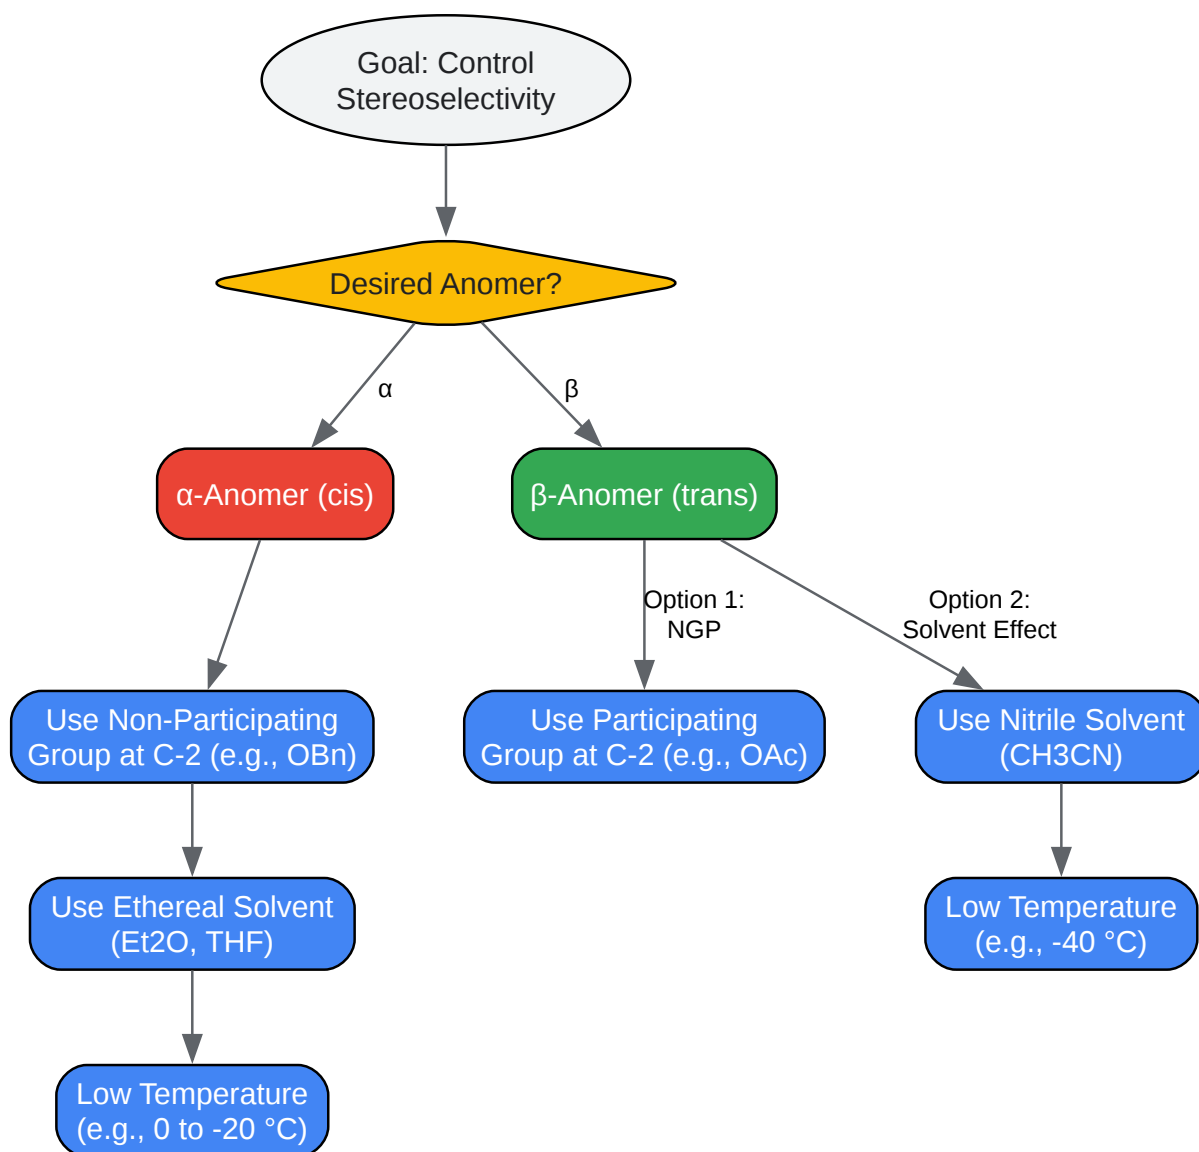 Goal: Control
Stereoselectivity
Desired Anomer?
α
β
α-Anomer (cis)
β-Anomer (trans)
Option 1:
NGP
Option 2:
Solvent Effect
Use Non-Participating
Group at C-2 (e.g., OBn)
Use Participating
Group at C-2 (e.g., OAc)
Use Nitrile Solvent
(CH3CN)
Use Ethereal Solvent
(Et2O, THF)
Low Temperature
(e.g., -40 °C)
Low Temperature
(e.g., 0 to -20 °C)